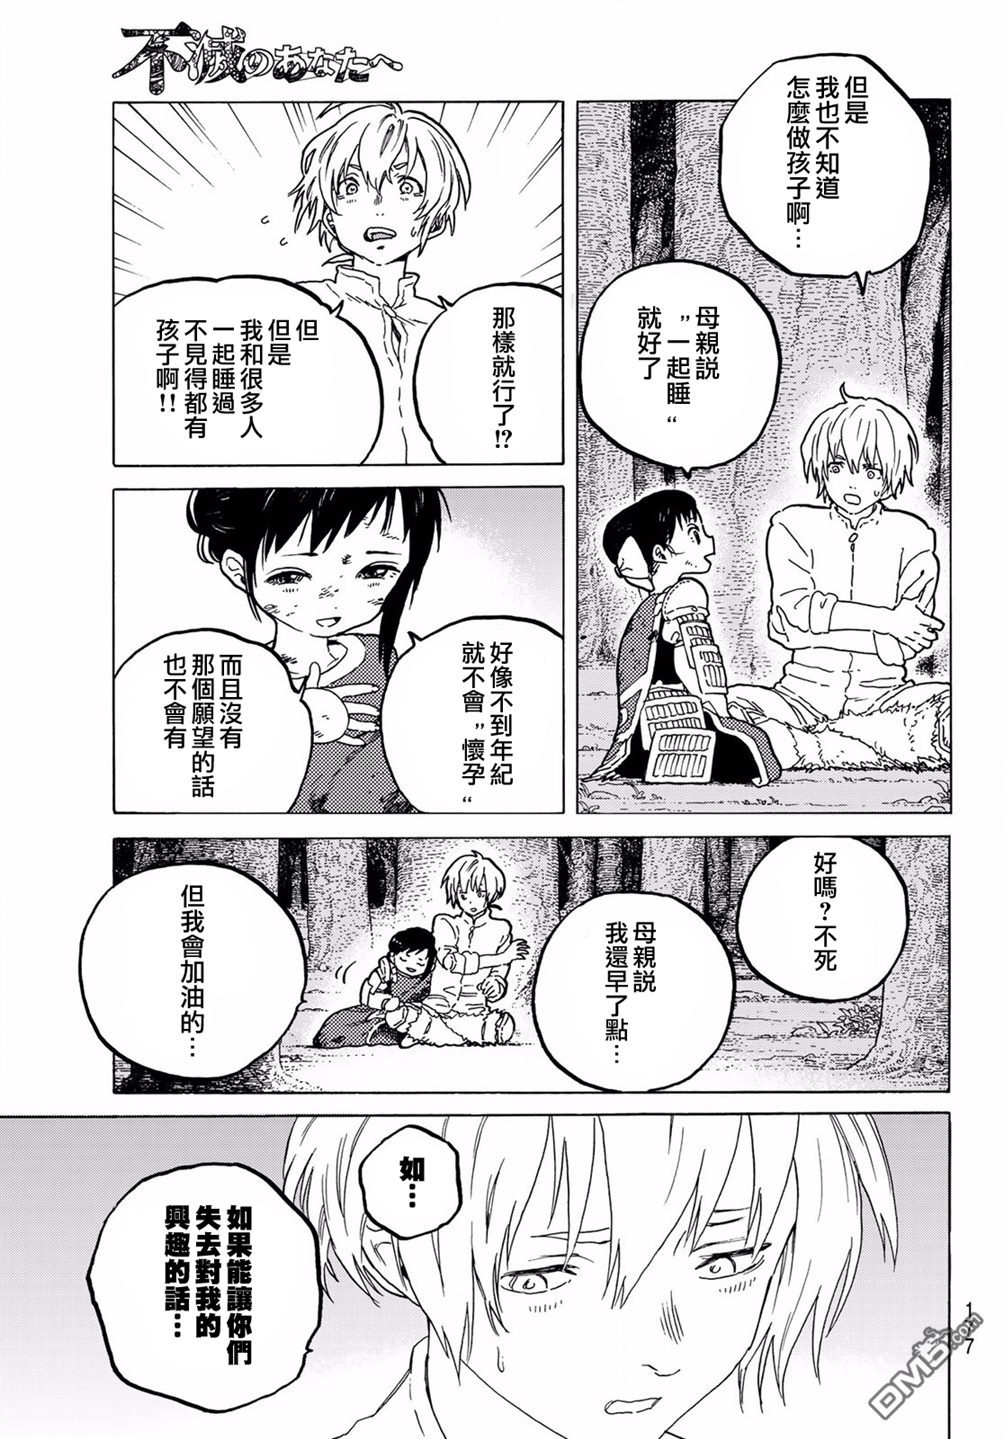 不滅のあなたへ
但是
我也不知道
怎麼做孩子啊…
母親説
”一起睡“
就好了
那樣就行了!?
但
但是
我和很多人
一起睡過
不見得都有
孩子啊!!
好像不到年紀
就不會”懷孕“
而且沒有
那個願望的話
也不會有
好嗎?不死
母親説
我還早了點…
但我會加油的…
如…
如果能讓你們
失去對我的
興趣的話…
177
DM5.com